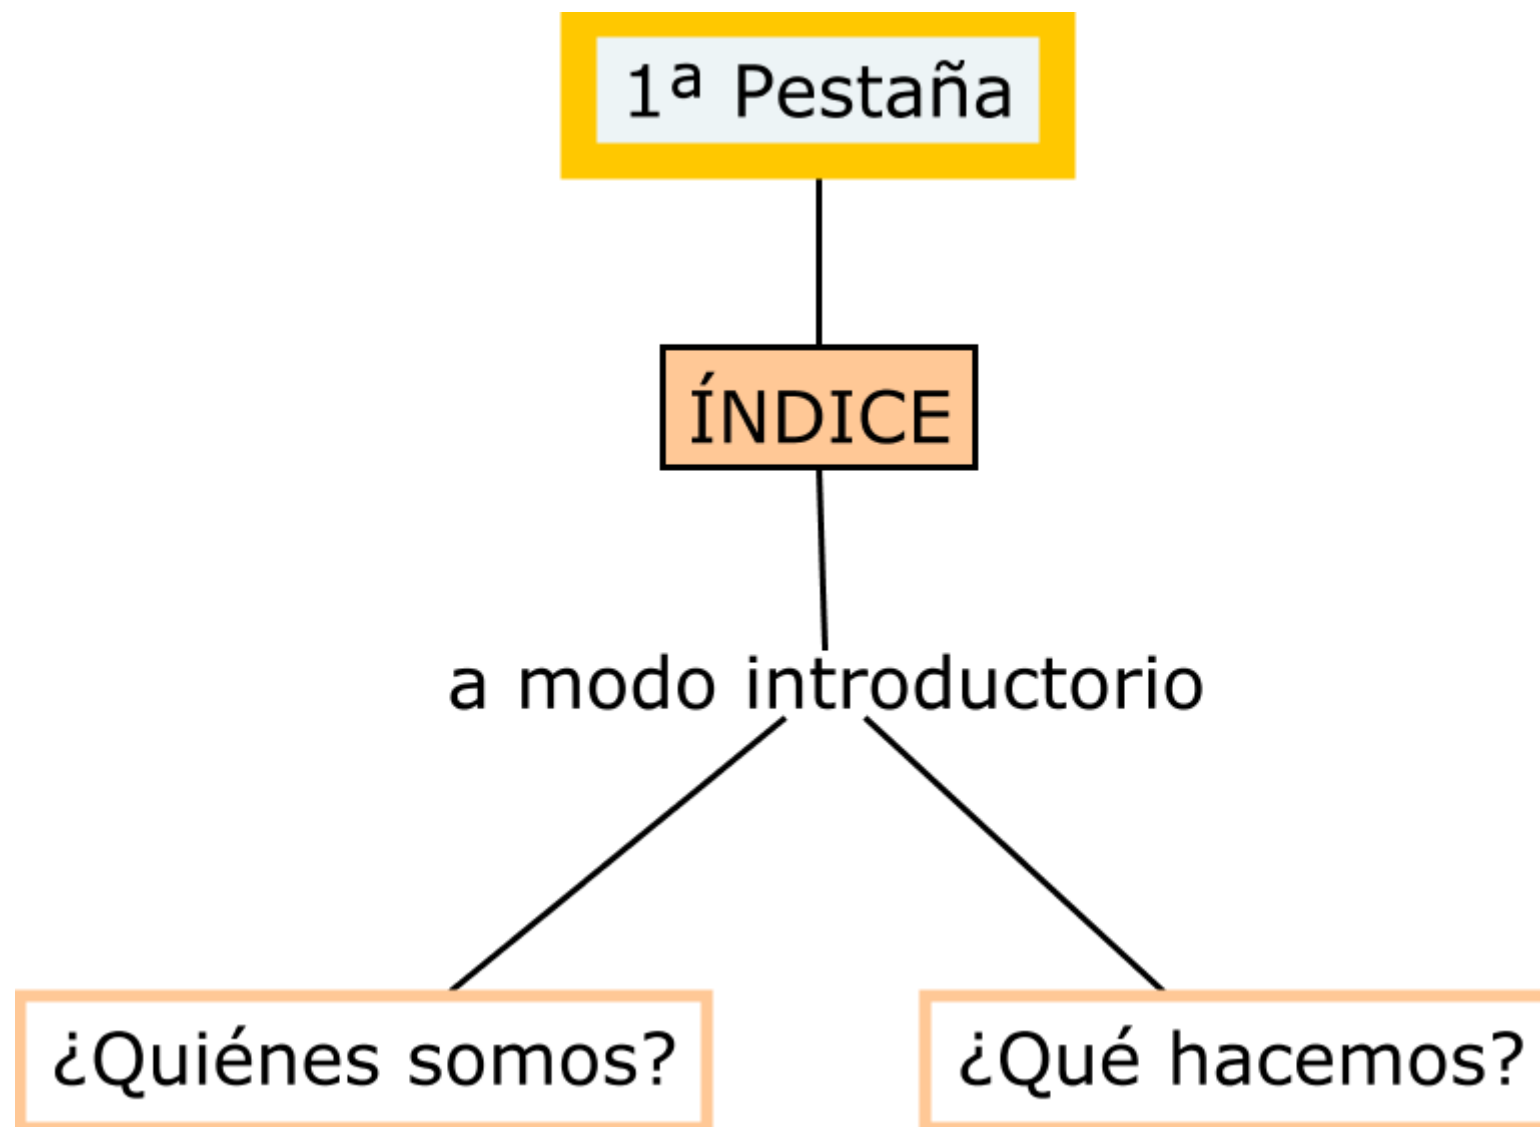 1ª Pestaña
ÍNDICE
a modo introductorio
¿Quiénes somos?
¿Qué hacemos?